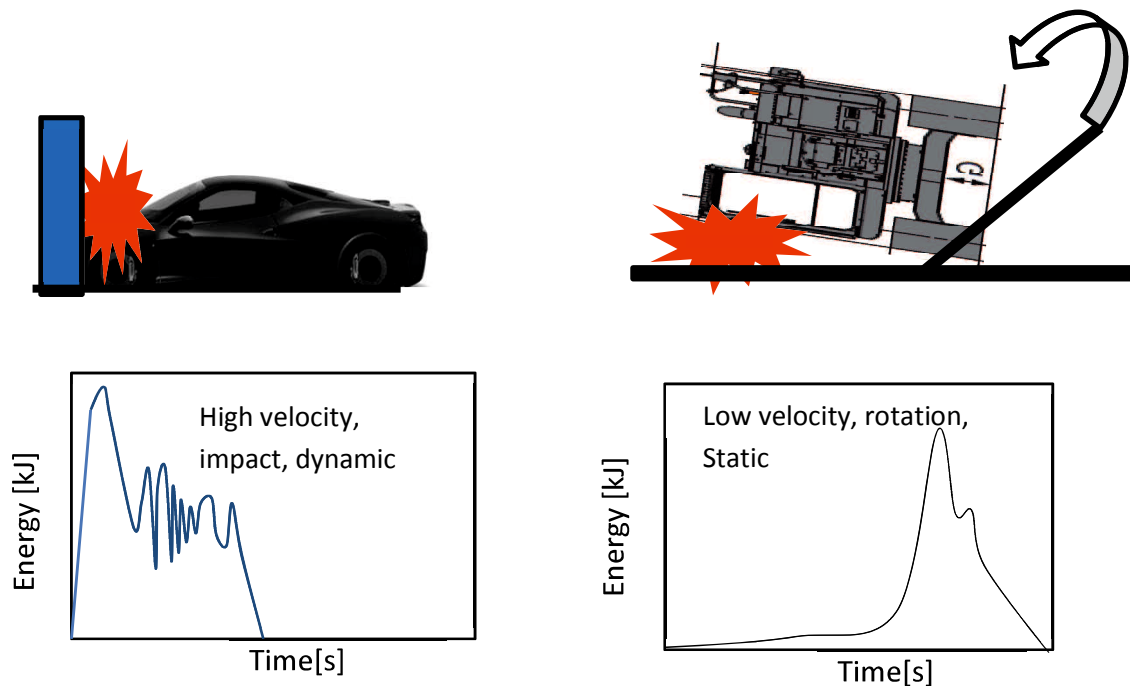 G
High velocity,
impact, dynamic
Energy [kJ]
Time[s]
Low velocity, rotation,
Static
Energy [kJ]
Time[s]